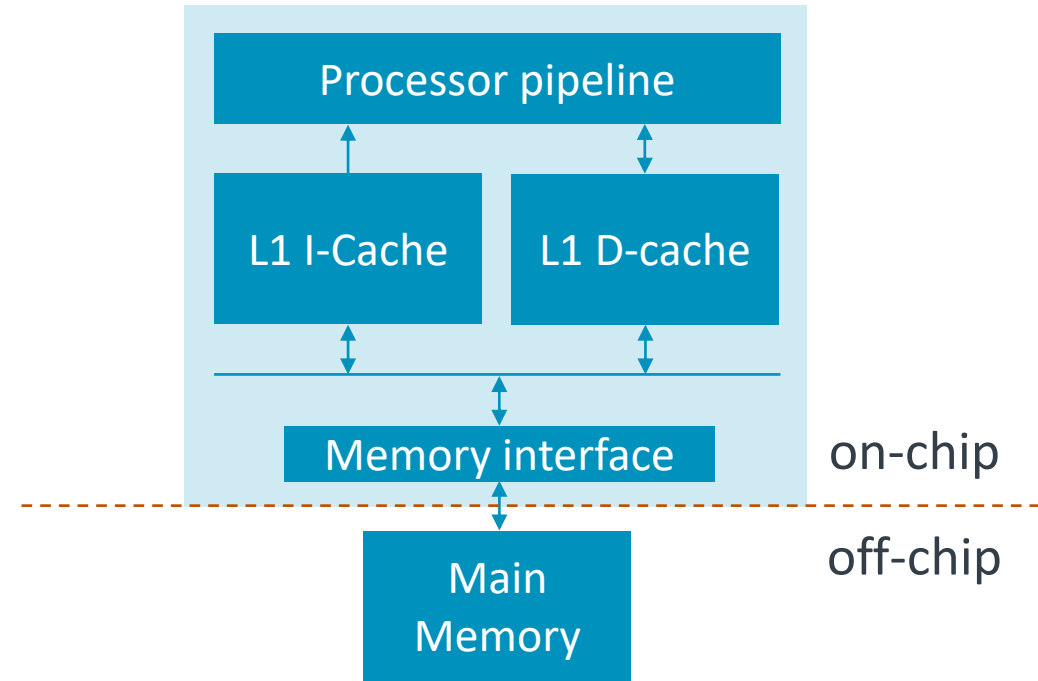 Processor pipeline
L1 I-Cache
L1 D-cache
Memory interface
on-chip
off-chip
Main
Memory